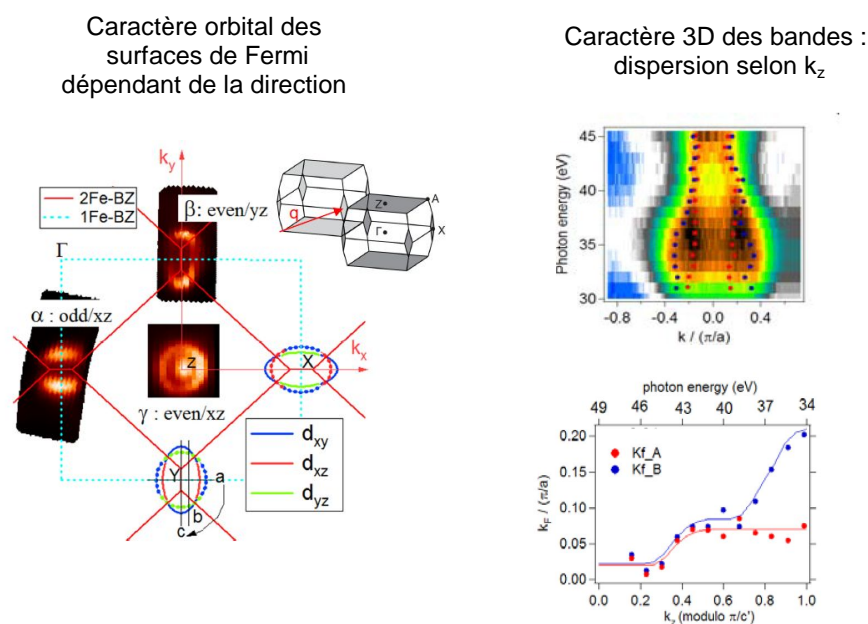 Caractère orbital des
surfaces de Fermi
dépendant de la direction
Caractère 3D des bandes :
dispersion selon kz
ky
2Fe-BZ
1Fe-BZ
β: even/yz
q
Z
Γ
A
X
Γ
α : odd/xz
Z
X
kx
γ : even/xz
dxy
dxz
dyz
Y
a
b
c
Photon energy (eV)
45
40
35
30
-0.8 -0.4 0.0 0.4
k / (π/a)
photon energy (eV)
49 46 43 40 37 34
kF / (π/a)
0.20
0.15
0.10
0.05
0.00
Kf_A
Kf_B
0.0 0.2 0.4 0.6 0.8 1.0
kz (modulo π/c')